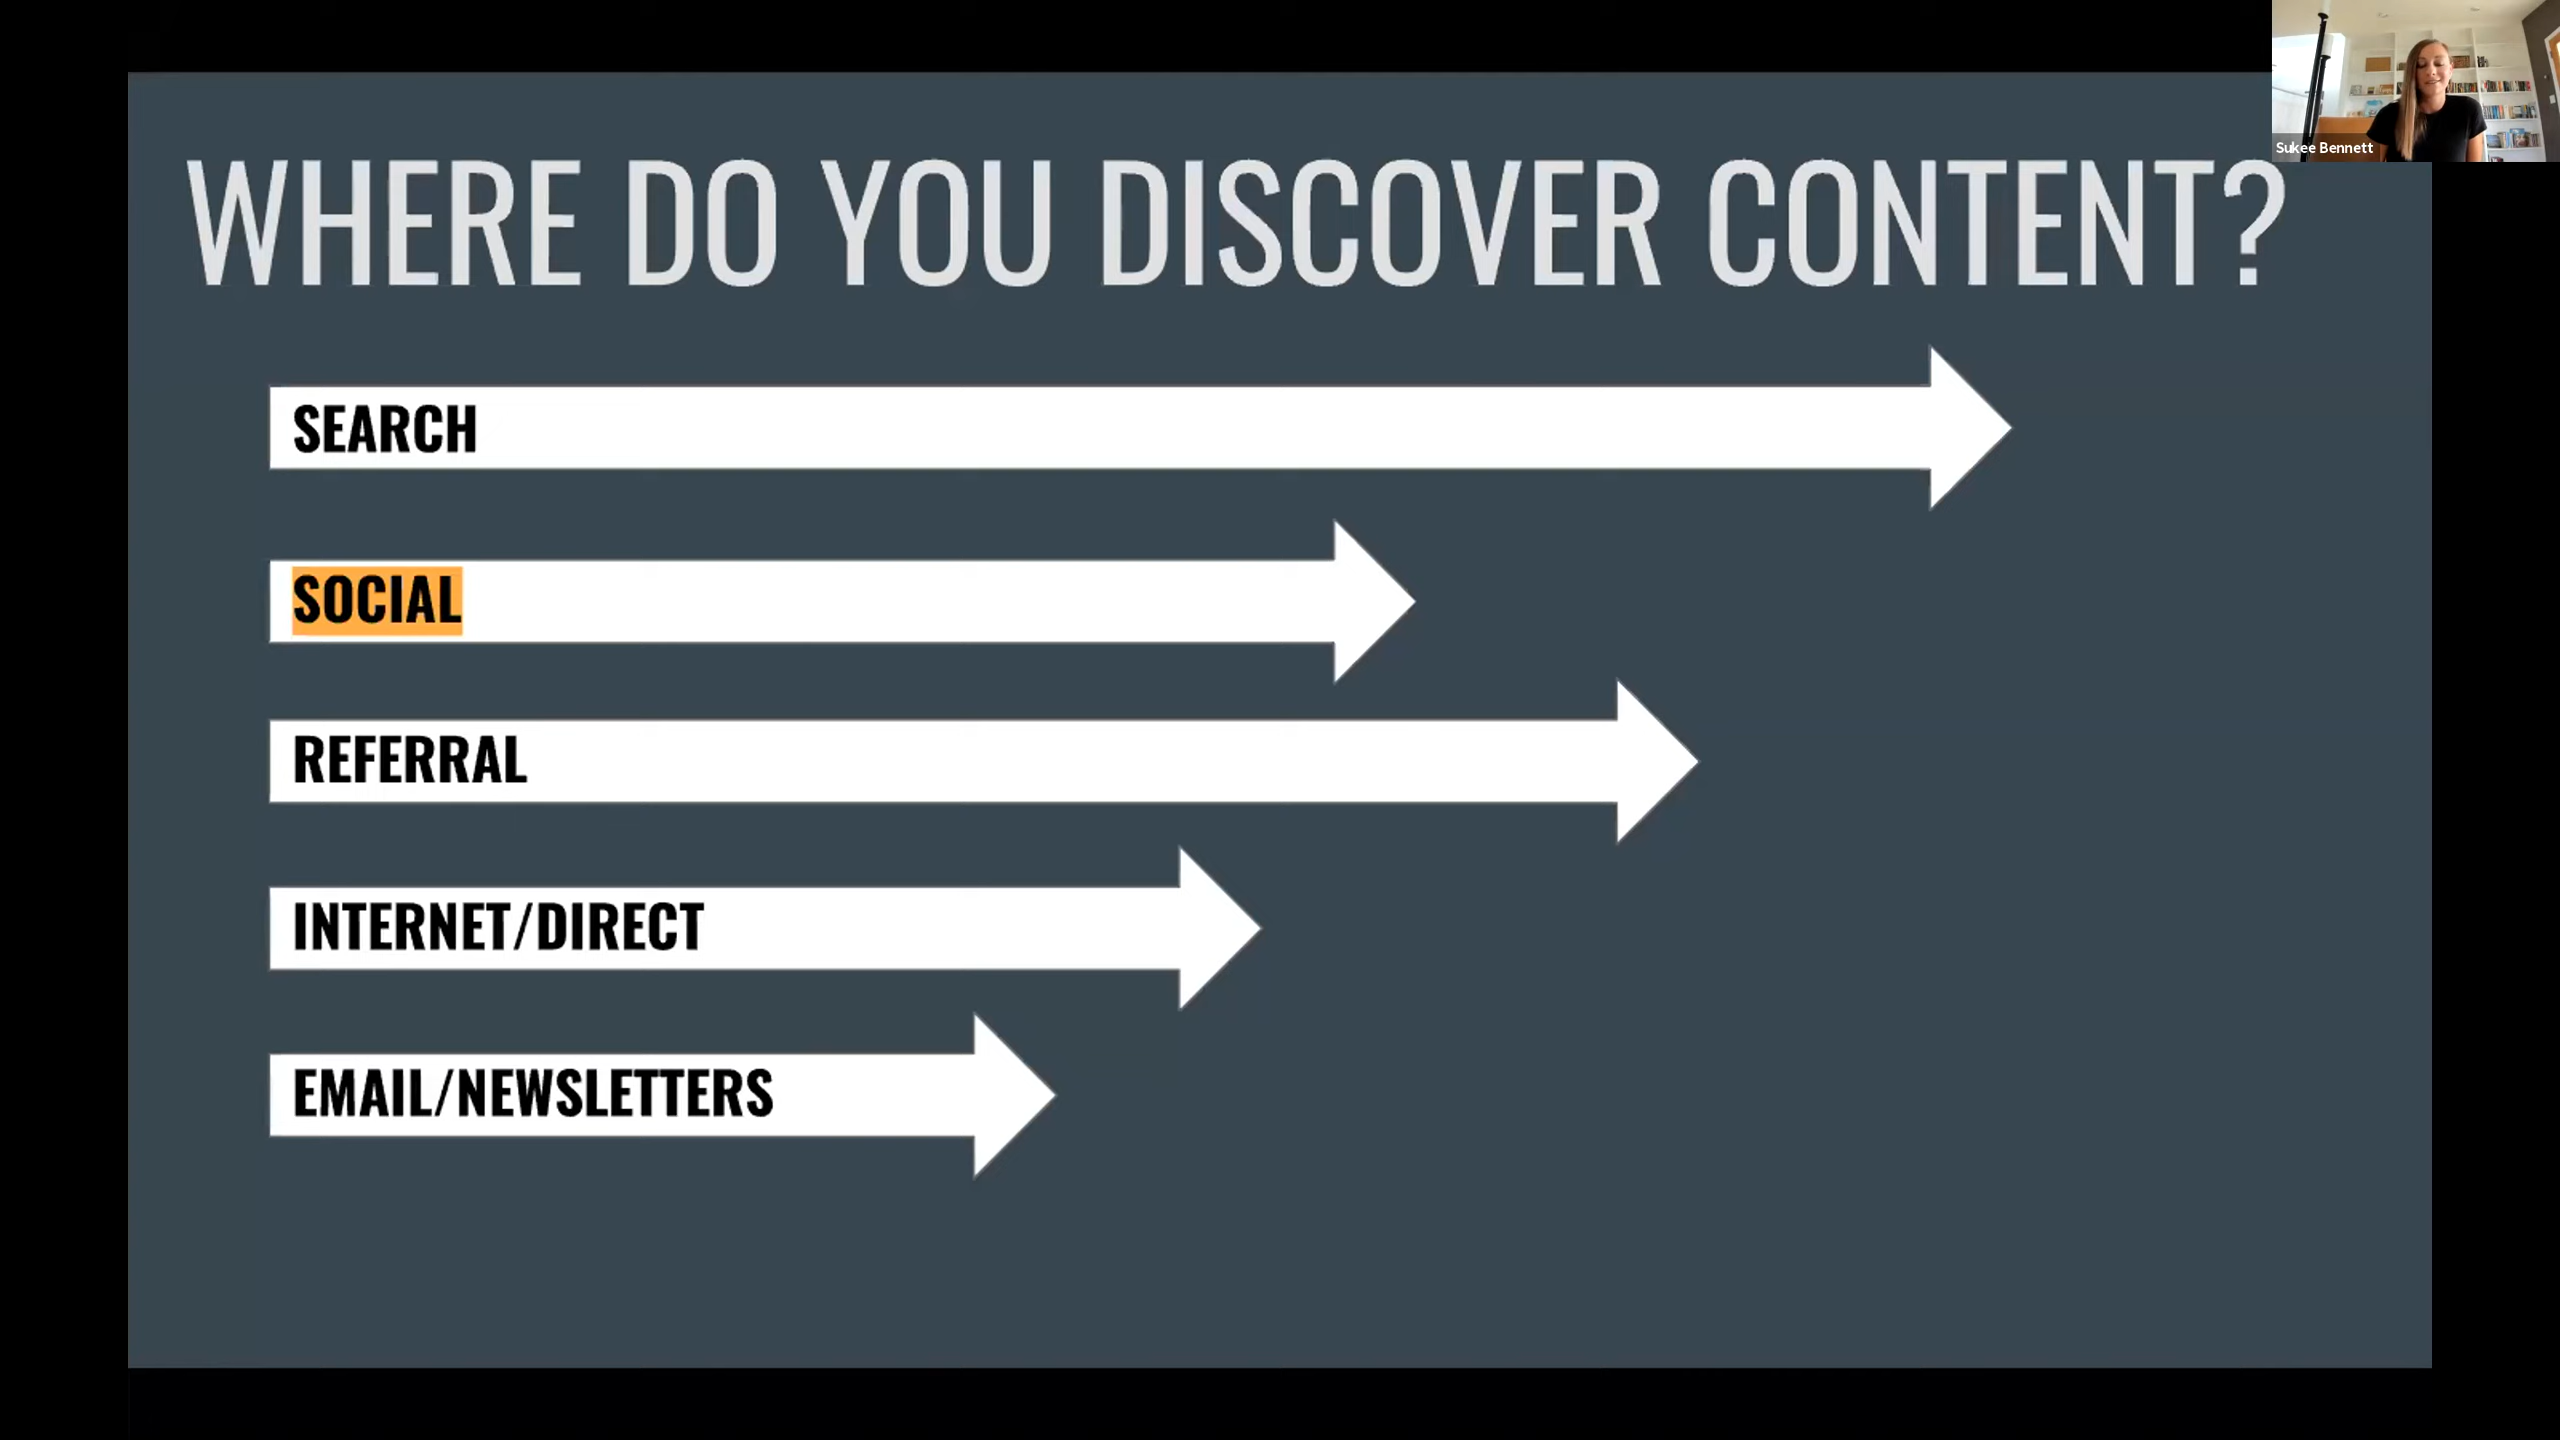 WHERE DO YOU DISCOVER CONTENT?
SEARCH
SOCIAL
REFERRAL
INTERNET/DIRECT
EMAIL/NEWSLETTERS
Sukee Bennett